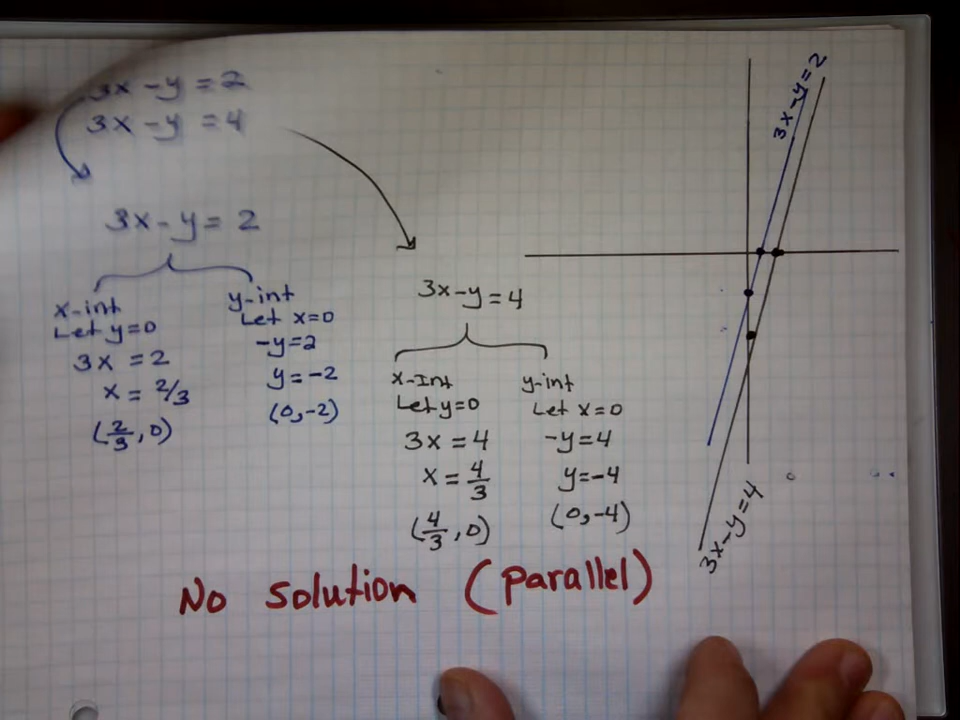 3x - y = 2
3x - y = 4
3x - y = 2
x-int
Let y=0
3x = 2
x = 2/3
(2/3, 0)
y-int
Let x=0
-y=2
y=-2
(0,-2)
3x-y=4
x-Int
Let y=0
3x = 4
x = 4/3
(4/3, 0)
y-int
Let x=0
-y=4
y=-4
(0,-4)
3x-y=2
3x-y=4
No solution (parallel)